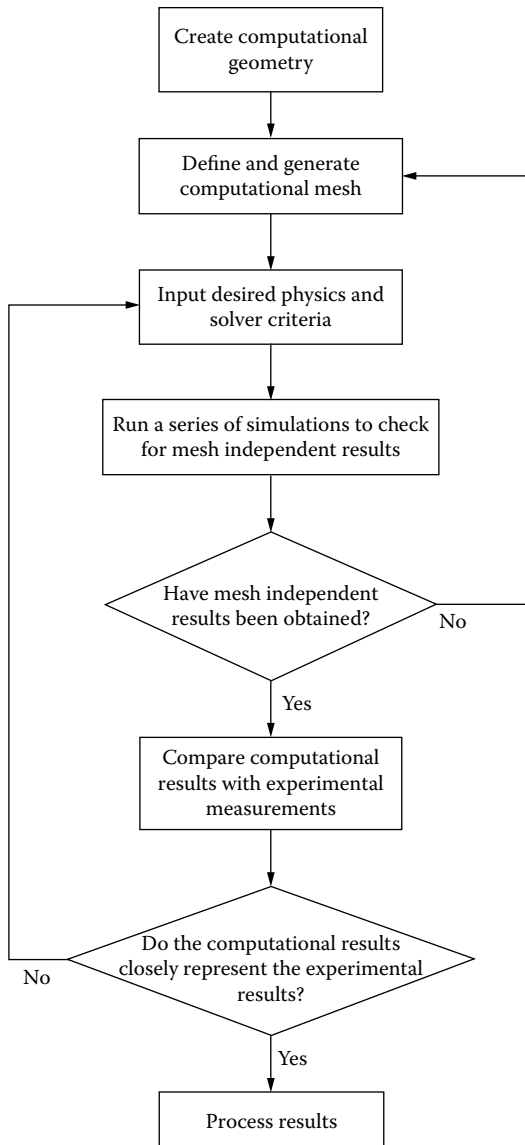 Create computational
geometry
Define and generate
computational mesh
Input desired physics and
solver criteria
Run a series of simulations to check
for mesh independent results
Have mesh independent
results been obtained?
No
Yes
Compare computational
results with experimental
measurements
Do the computational results
closely represent the experimental
results?
No
Yes
Process results